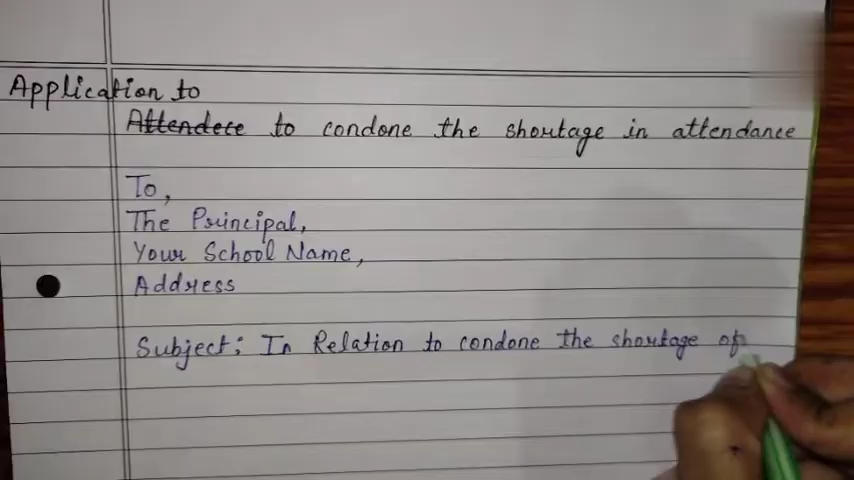 Application to
Attendece to condone the shortage in attendance
To,
The Principal,
Your School Name,
Address
Subject: In Relation to condone the shortage of